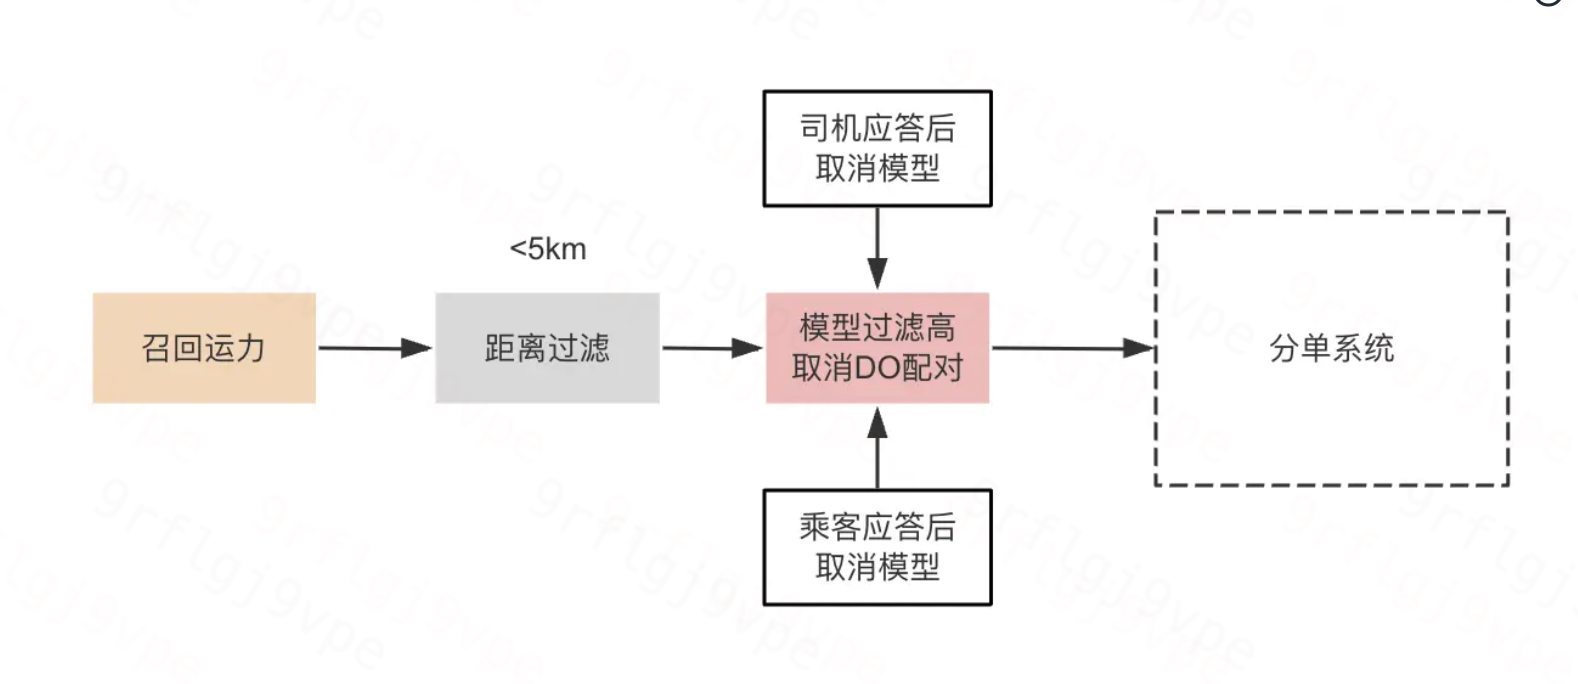 司机应答后
取消模型
<5km
召回运力
距离过滤
模型过滤高
取消DO配对
分单系统
乘客应答后
取消模型
9rflgj9vpe